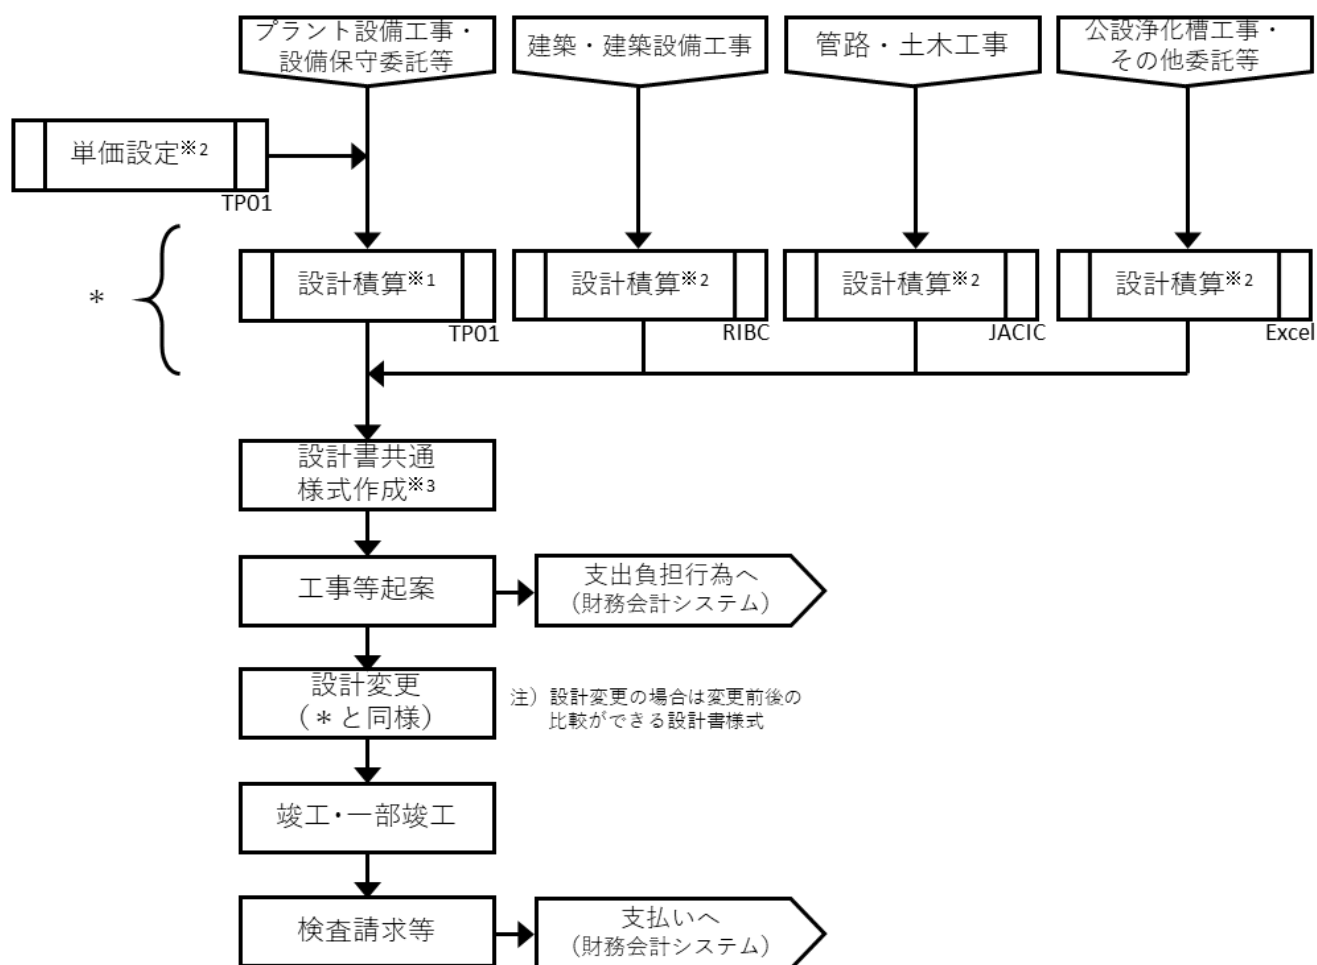 プラント設備工事・
設備保守委託等
建築・建築設備工事
管路・土木工事
公設浄化槽工事・
その他委託等
単価設定※2
TP01
*
設計積算※1
TP01
設計積算※2
RIBC
設計積算※2
JACIC
設計積算※2
Excel
設計書共通
様式作成※3
工事等起案
支出負担行為へ
（財務会計システム）
設計変更
（＊と同様）
注）設計変更の場合は変更前後の
比較ができる設計書様式
竣工・一部竣工
検査請求等
支払いへ
（財務会計システム）